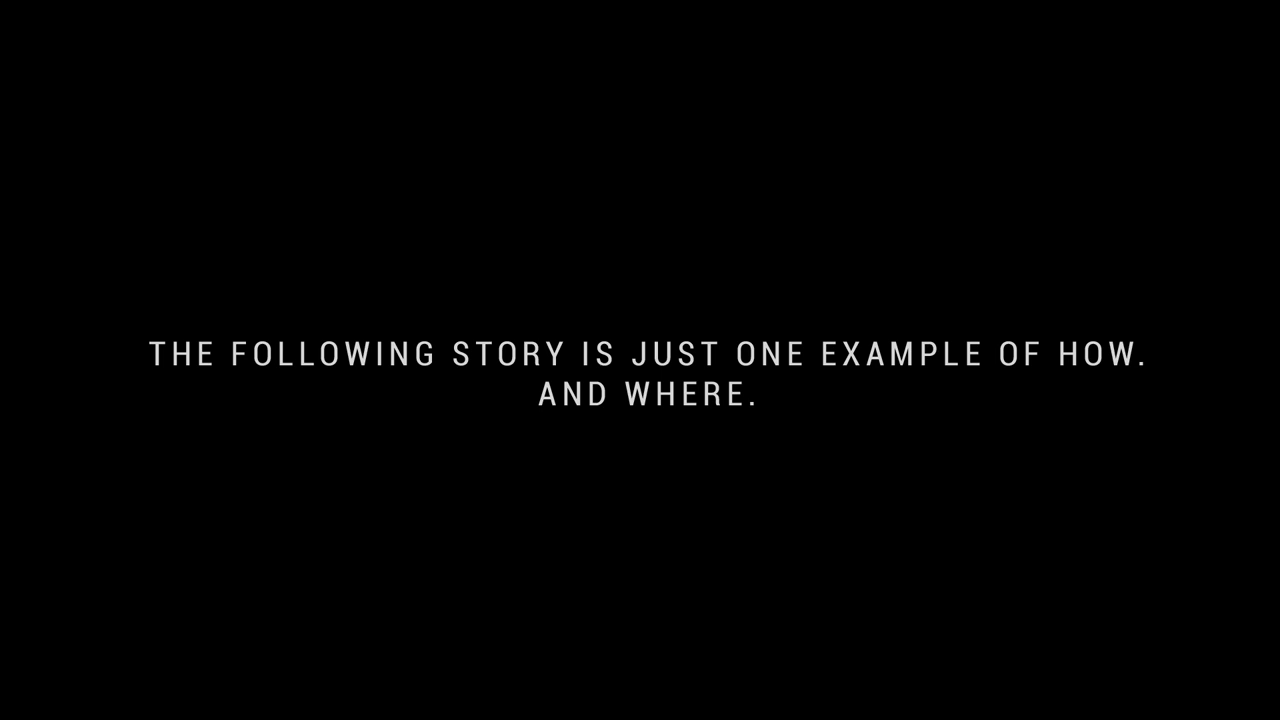 THE FOLLOWING STORY IS JUST ONE EXAMPLE OF HOW.
AND WHERE.